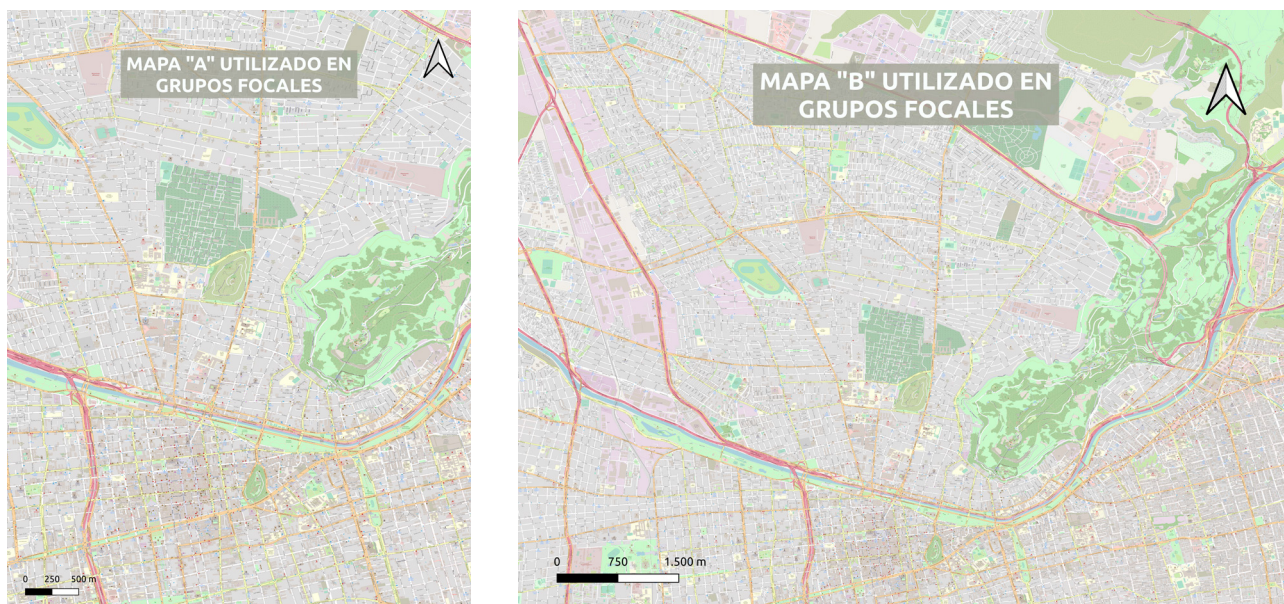 MAPA "A" UTILIZADO EN
GRUPOS FOCALES
0 250 500 m
MAPA "B" UTILIZADO EN
GRUPOS FOCALES
0 750 1.500 m